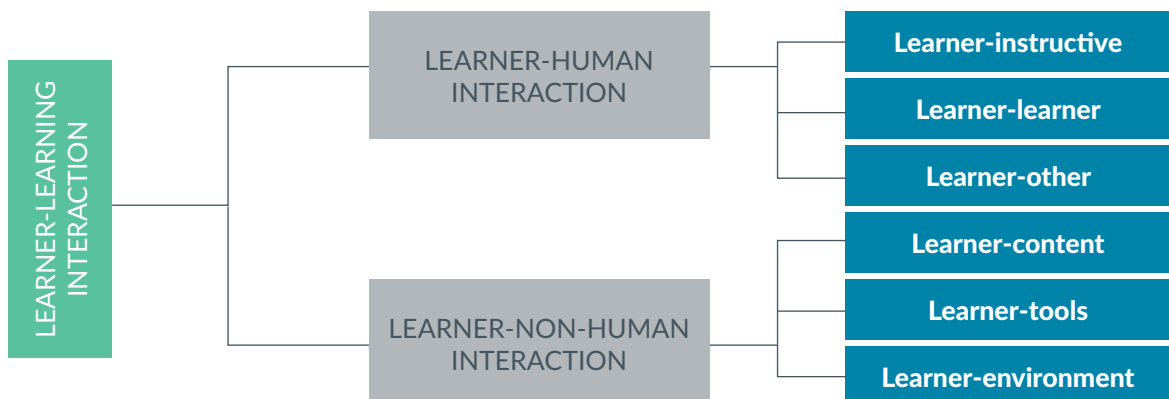 LEARNER-LEARNING
INTERACTION
LEARNER-HUMAN
INTERACTION
Learner-instructive
Learner-learner
Learner-other
LEARNER-NON-HUMAN
INTERACTION
Learner-content
Learner-tools
Learner-environment